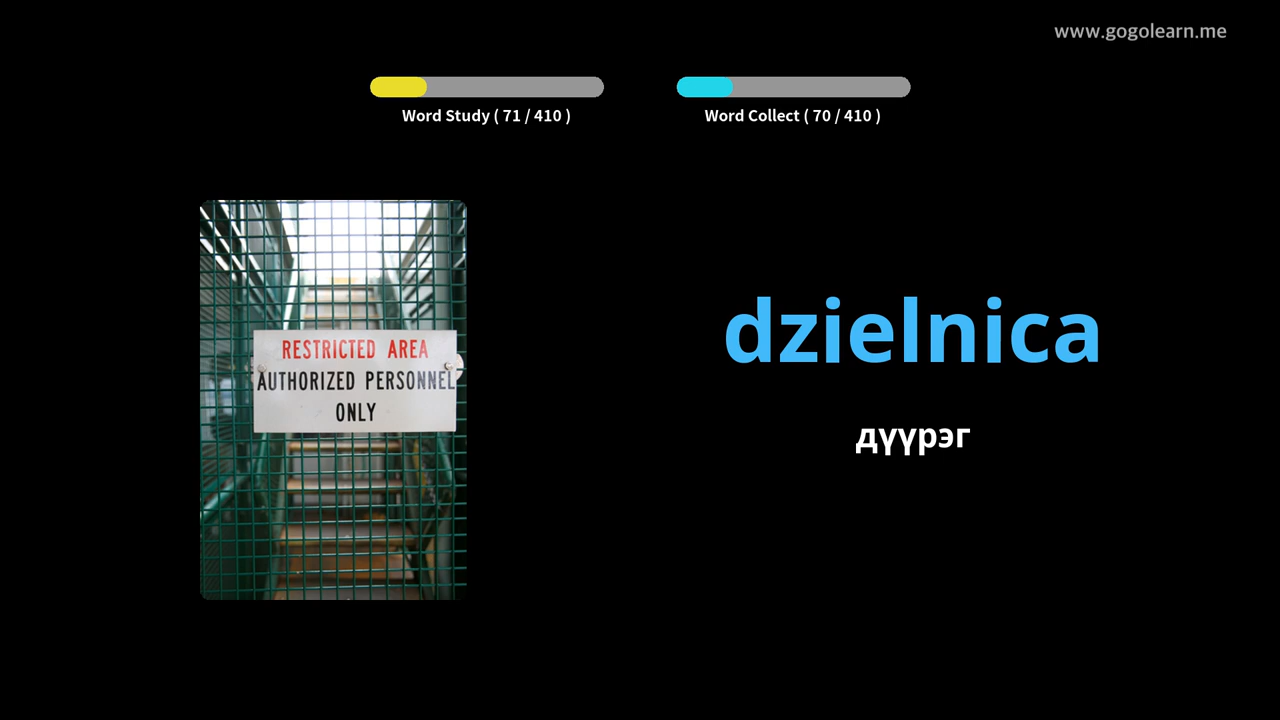 www.gogolearn.me
Word Study ( 71 / 410 )
Word Collect ( 70 / 410 )
RESTRICTED AREA
AUTHORIZED PERSONNEL
ONLY
dzielnica
дүүрэг